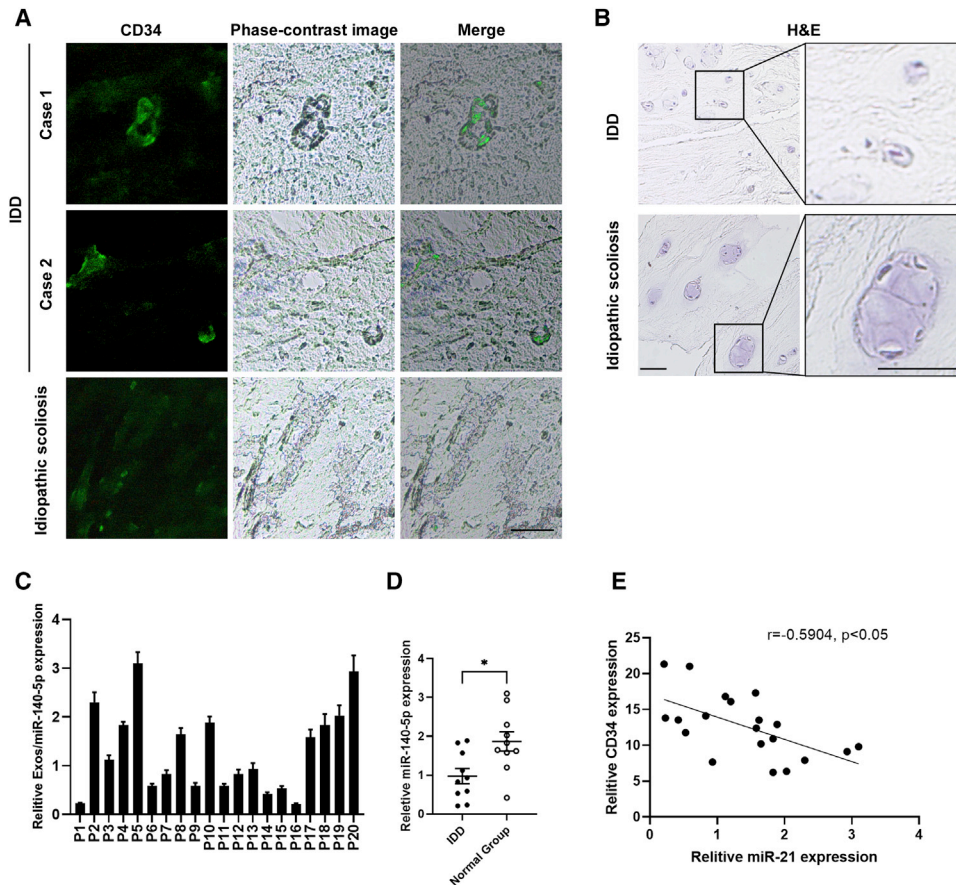 A
CD34
Phase-contrast image
Merge
IDD
Case 1
Case 2
Idiopathic scoliosis
B
H&E
IDD
Idiopathic scoliosis
C
Relitive Exos/miR-140-5p expression
4
3
2
1
0
P1
P2
P3
P4
P5
P6
P7
P8
P9
P10
P11
P12
P13
P14
P15
P16
P17
P18
P19
P20
D
Reletive miR-140-5p expression
4
3
2
1
0
*
IDD
Normal Group
E
r=-0.5904, p<0.05
Relitive CD34 expression
25
20
15
10
5
0
0
1
2
3
4
Relitive miR-21 expression